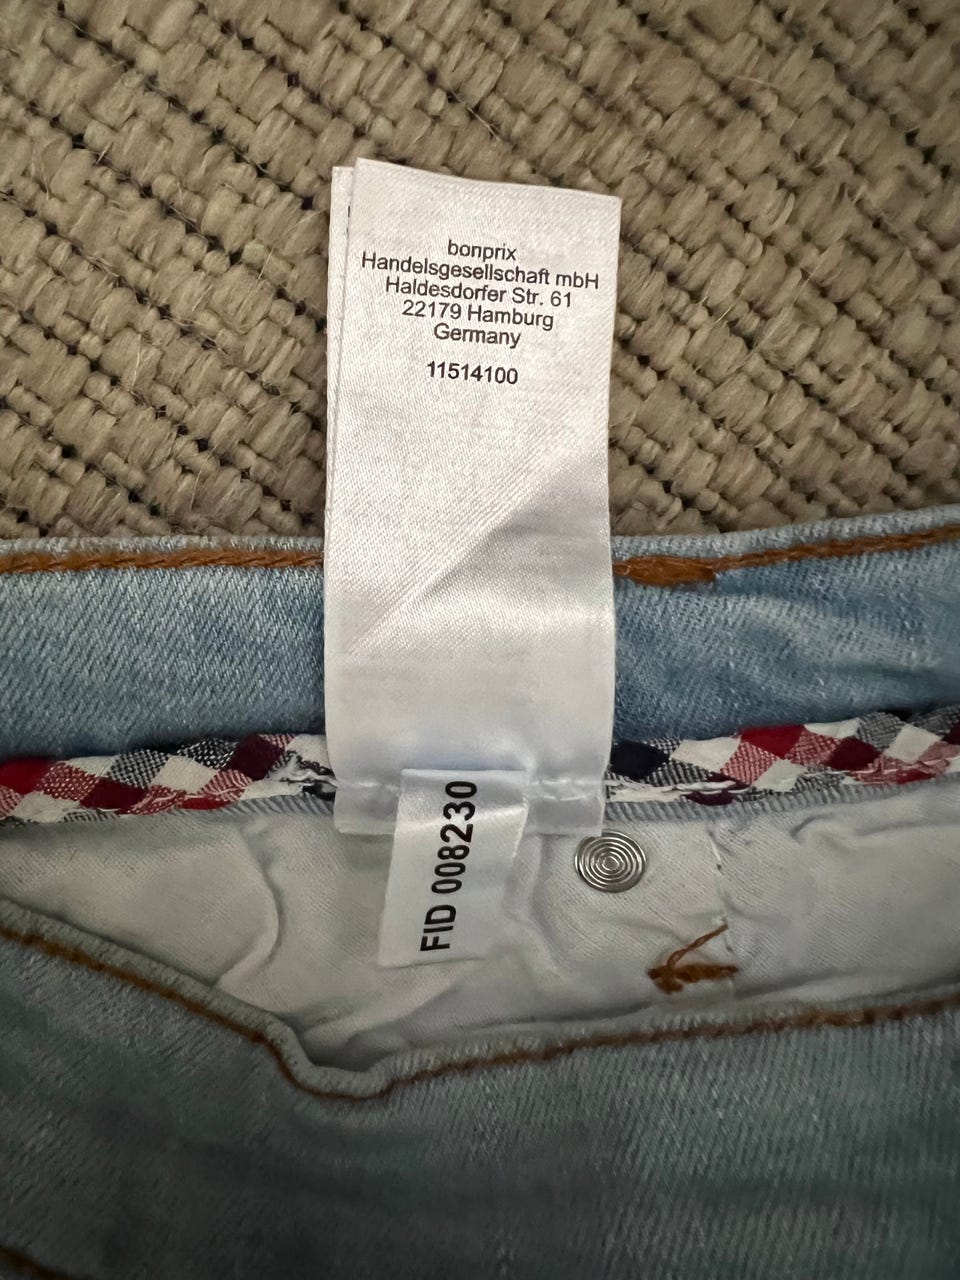 bonprix
Handelsgesellschaft mbH
Haldesdorfer Str. 61
22179 Hamburg
Germany
11514100
FID 008230